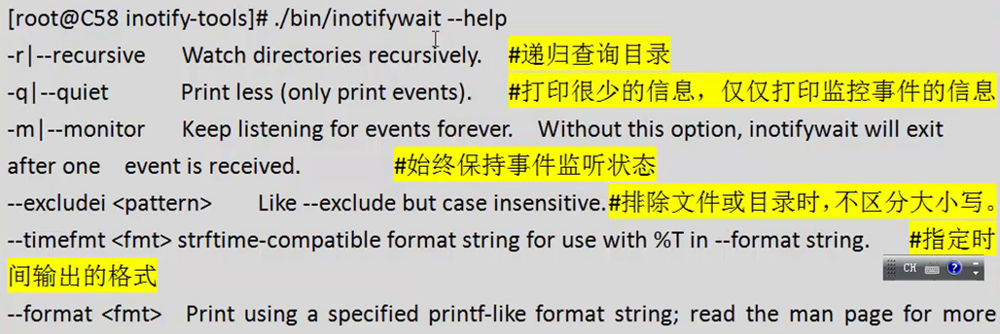 [root@C58 inotify-tools]# ./bin/inotifywait --help
-r|--recursive Watch directories recursively. #递归查询目录
-q|--quiet Print less (only print events). #打印很少的信息，仅仅打印监控事件的信息
-m|--monitor Keep listening for events forever. Without this option, inotifywait will exit
after one event is received. #始终保持事件监听状态
--excludei <pattern> Like --exclude but case insensitive.#排除文件或目录时，不区分大小写。
--timefmt <fmt> strftime-compatible format string for use with %T in --format string. #指定时
间输出的格式
CH
--format <fmt> Print using a specified printf-like format string; read the man page for more